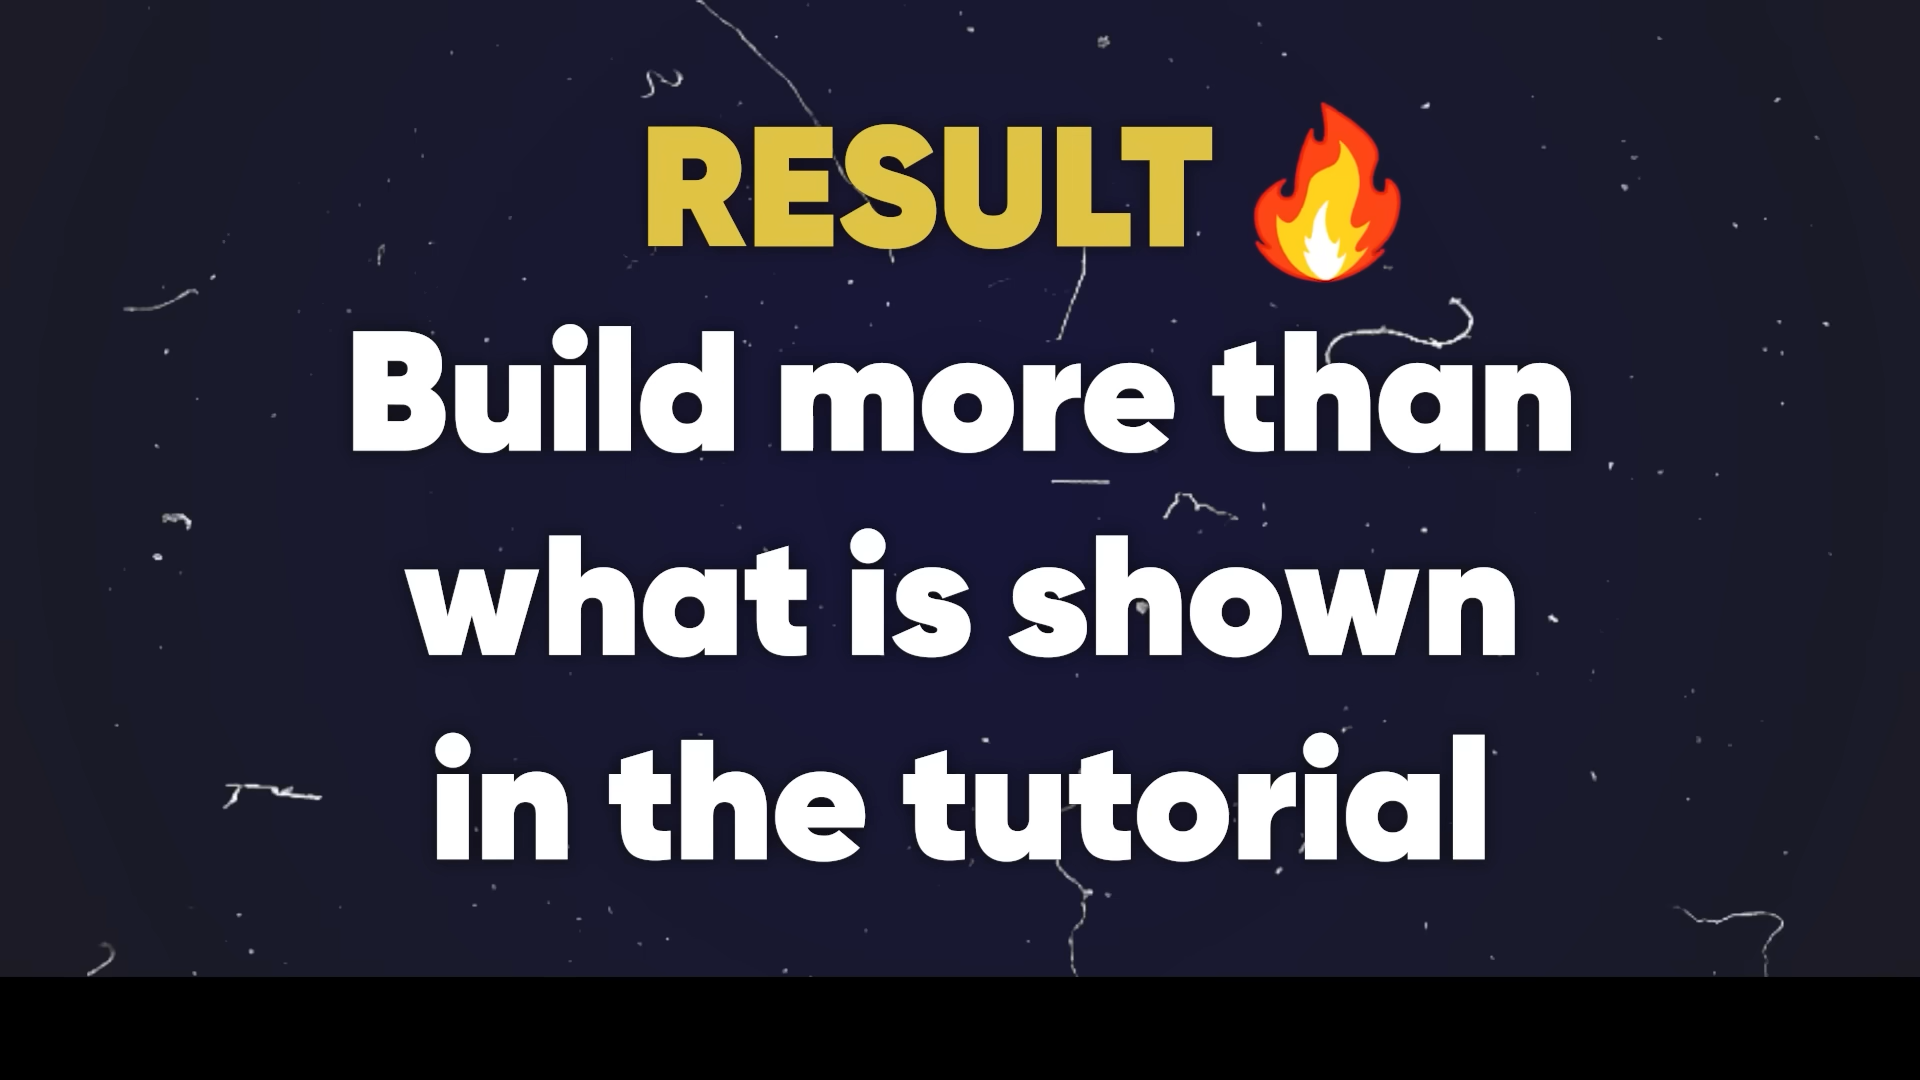 RESULT 🔥
Build more than
what is shown
in the tutorial